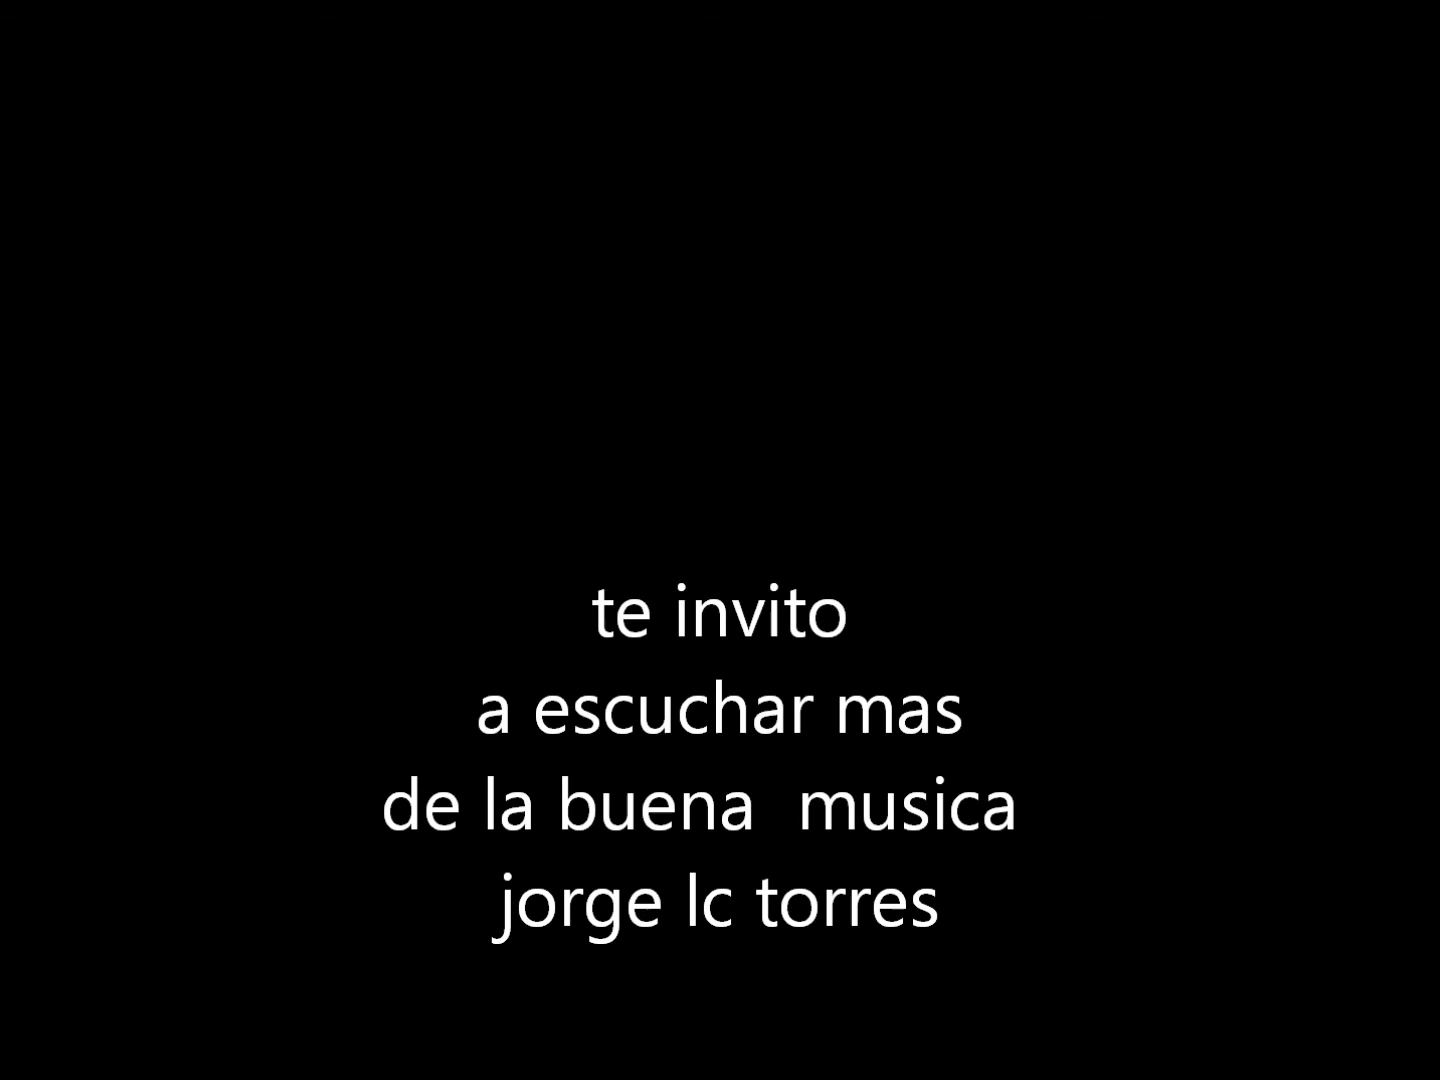 te invito
a escuchar mas
de la buena  musica
jorge lc torres